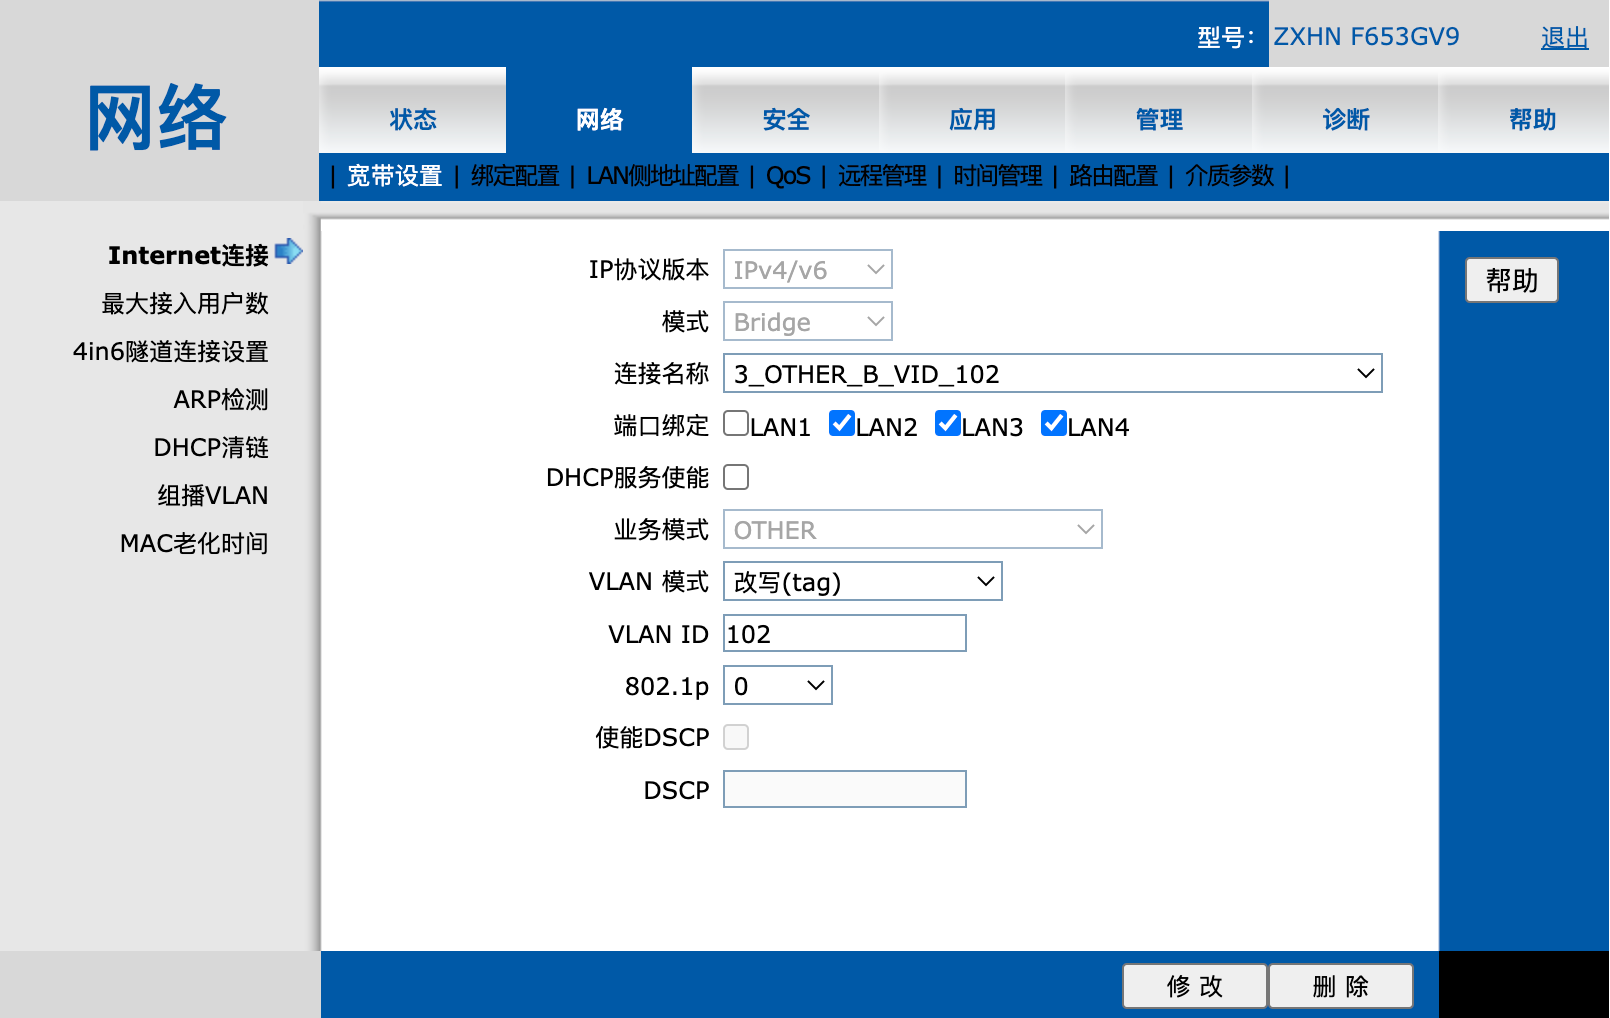 型号: ZXHN F653GV9 退出
网络
状态 网络 安全 应用 管理 诊断 帮助
| 宽带设置 | 绑定配置 | LAN侧地址配置 | QoS | 远程管理 | 时间管理 | 路由配置 | 介质参数 |
Internet连接
最大接入用户数
4in6隧道连接设置
ARP检测
DHCP清链
组播VLAN
MAC老化时间
IP协议版本 IPv4/v6
模式 Bridge
连接名称 3_OTHER_B_VID_102
端口绑定 LAN1 LAN2 LAN3 LAN4
DHCP服务使能
业务模式 OTHER
VLAN 模式 改写(tag)
VLAN ID 102
802.1p 0
使能DSCP
DSCP
帮助
修 改 删 除